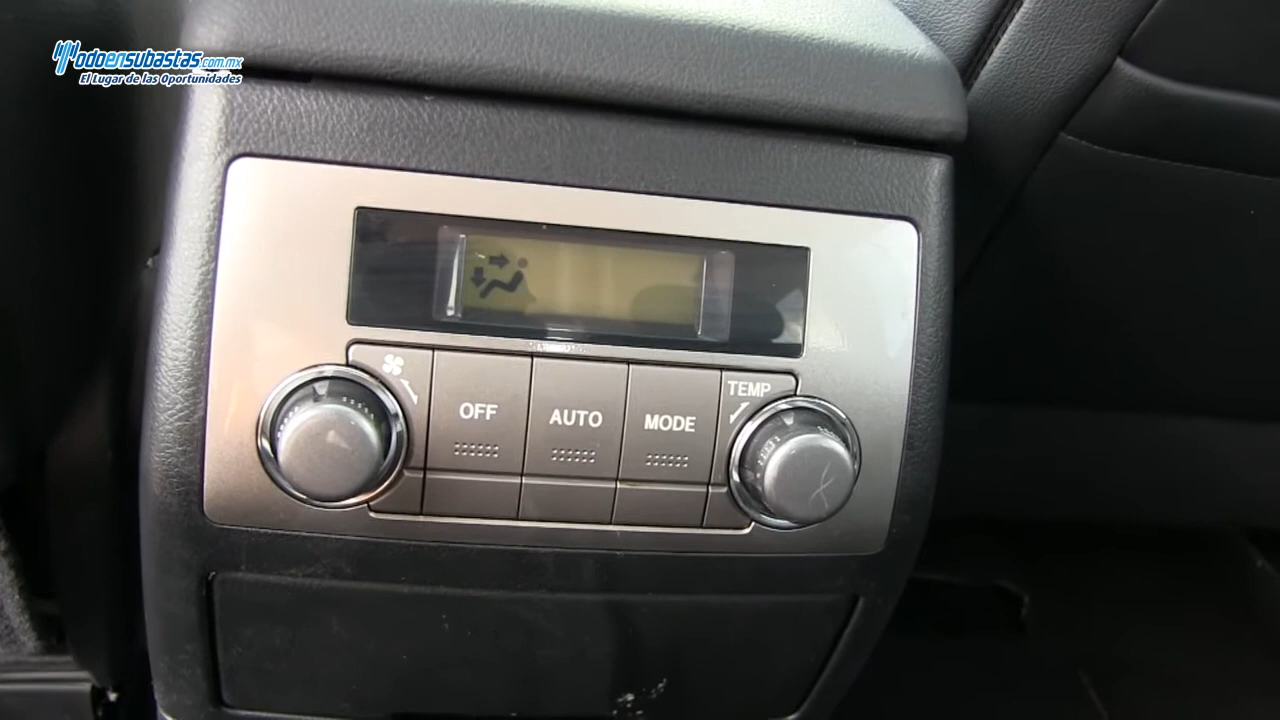 Todoensubastas.com.mx
El Lugar de las Oportunidades
OFF
AUTO
MODE
TEMP